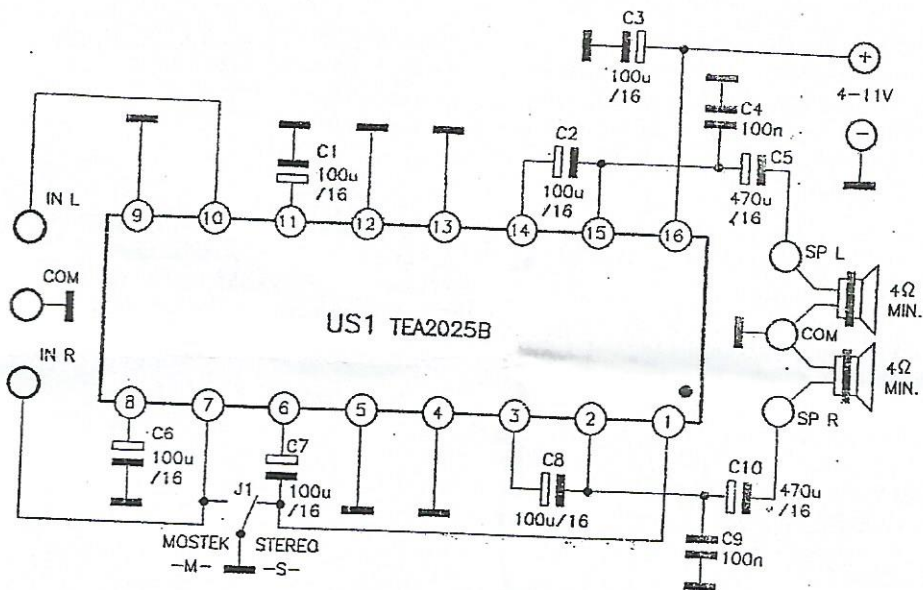 C3
100u
/16
+
4-11V
-
C4
100n
C5
470u
/16
C2
100u
/16
C1
100u
/16
IN L
COM
IN R
9
10
11
12
13
14
15
16
US1 TEA2025B
SP L
4Ω
MIN.
COM
4Ω
MIN.
SP R
8
7
6
5
4
3
2
1
C6
100u
/16
C7
100u
/16
J1
MOSTEK
-M-
STEREO
-S-
C8
100u/16
C10
470u
/16
C9
100n